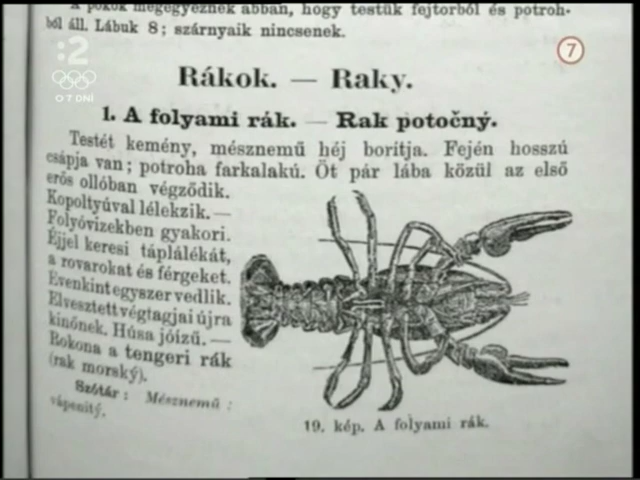 A pókok megegyeznek abban, hogy testük fejtorból és potroh-
ból áll. Lábuk 8; szárnyaik nincsenek.
:2
OTDNÍ
7
Rákok. — Raky.
1. A folyami rák. — Rak potočný.
Testét kemény, mésznemű héj borítja. Fején hosszú
csápja van; potroha farkalakú. Öt pár lába közül az első
erős ollóban végződik.
Kopoltyúval lélekzik. —
Folyóvizekben gyakori.
Éjjel keresi táplálékát,
a rovarokat és férgeket.
Évenkint egyszer vedlik.
Elvesztett végtagjai újra
kinőnek. Húsa jóízű. —
Rokona a tengeri rák
(rak morský).
Szótár: Mésznemű:
vápenitý.
19. kép. A folyami rák.